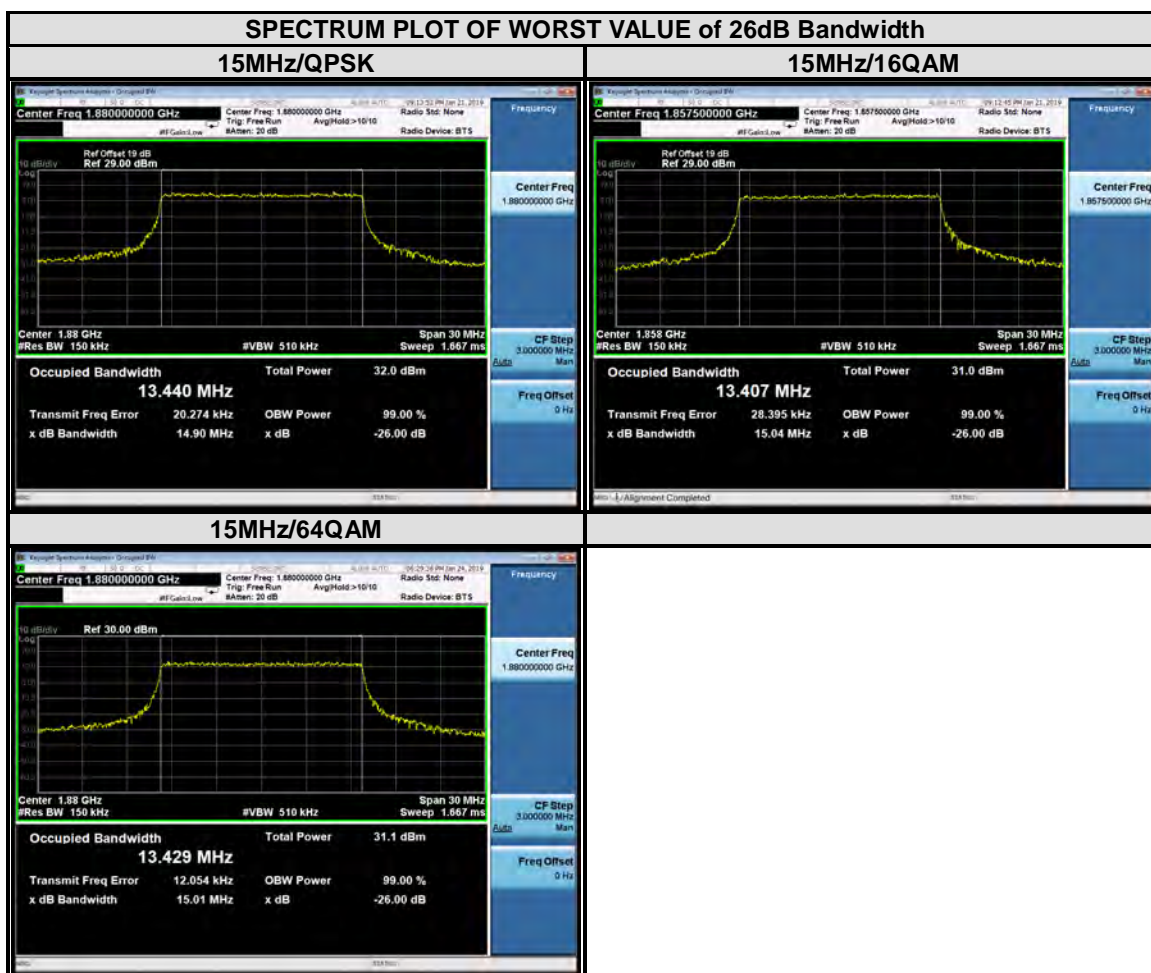 SPECTRUM PLOT OF WORST VALUE of 26dB Bandwidth
15MHz/QPSK
15MHz/16QAM
Center Freq 1.880000000 GHz
Center Freq: 1.880000000 GHz
Radio Std: None
Trig: Free Run
Avg|Hold:>10/10
#IFGain:Low
#Atten: 20 dB
Radio Device: BTS
Frequency
Ref Offset 19 dB
10 dB/div
Ref 29.00 dBm
Log
Center Freq
1.880000000 GHz
Center 1.88 GHz
Span 30 MHz
#Res BW 150 kHz
#VBW 510 kHz
Sweep 1.667 ms
CF Step
3.000000 MHz
Auto
Man
Occupied Bandwidth
Total Power
32.0 dBm
13.440 MHz
Freq Offset
0 Hz
Transmit Freq Error
20.274 kHz
OBW Power
99.00 %
x dB Bandwidth
14.90 MHz
x dB
-26.00 dB
Center Freq 1.857500000 GHz
Center Freq: 1.857500000 GHz
Radio Std: None
Trig: Free Run
Avg|Hold:>10/10
#IFGain:Low
#Atten: 20 dB
Radio Device: BTS
Frequency
Ref Offset 19 dB
10 dB/div
Ref 29.00 dBm
Log
Center Freq
1.857500000 GHz
Center 1.858 GHz
Span 30 MHz
#Res BW 150 kHz
#VBW 510 kHz
Sweep 1.667 ms
CF Step
3.000000 MHz
Auto
Man
Occupied Bandwidth
Total Power
31.0 dBm
13.407 MHz
Freq Offset
0 Hz
Transmit Freq Error
28.395 kHz
OBW Power
99.00 %
x dB Bandwidth
15.04 MHz
x dB
-26.00 dB
Alignment Completed
15MHz/64QAM
Center Freq 1.880000000 GHz
Center Freq: 1.880000000 GHz
Radio Std: None
Trig: Free Run
Avg|Hold:>10/10
#IFGain:Low
#Atten: 20 dB
Radio Device: BTS
Frequency
10 dB/div
Ref 30.00 dBm
Log
Center Freq
1.880000000 GHz
Center 1.88 GHz
Span 30 MHz
#Res BW 150 kHz
#VBW 510 kHz
Sweep 1.667 ms
CF Step
3.000000 MHz
Auto
Man
Occupied Bandwidth
Total Power
31.1 dBm
13.429 MHz
Freq Offset
0 Hz
Transmit Freq Error
12.054 kHz
OBW Power
99.00 %
x dB Bandwidth
15.01 MHz
x dB
-26.00 dB